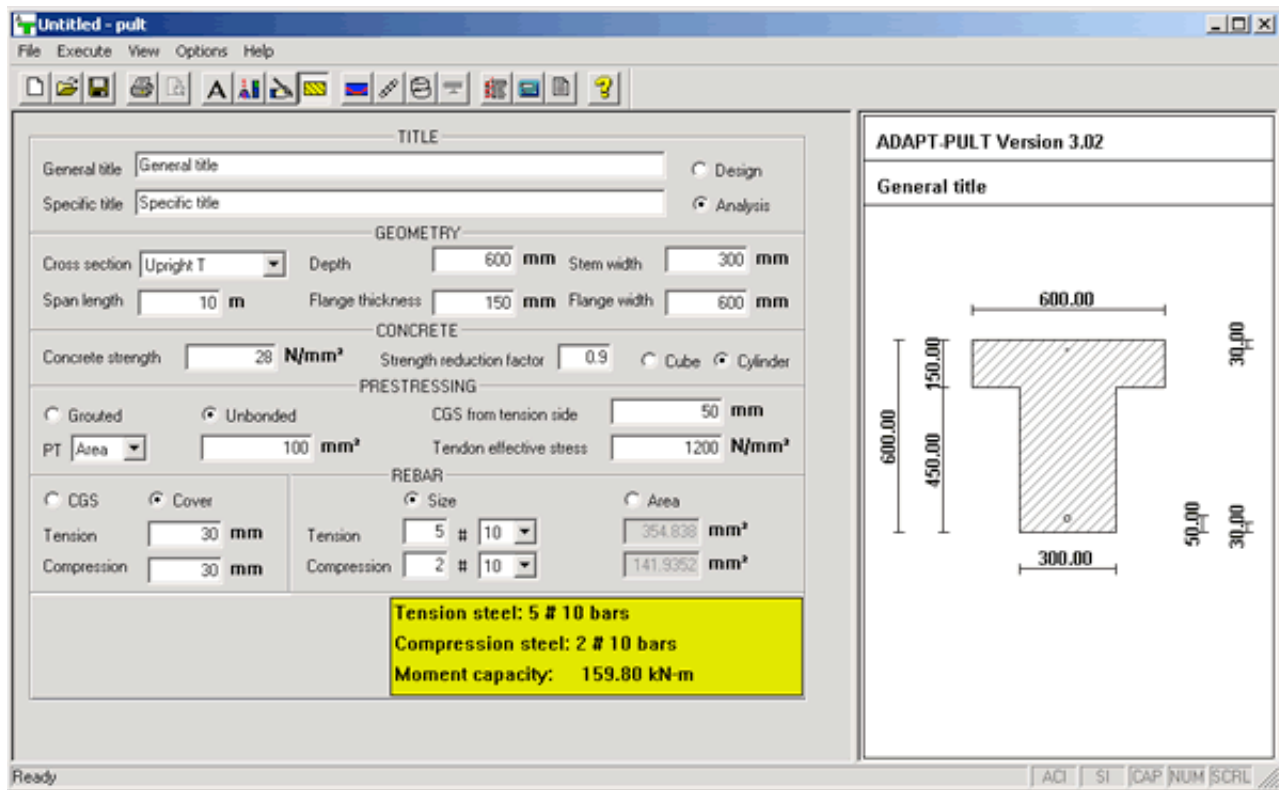 Untitled - pult
File Execute View Options Help
TITLE
General title General title Design
Specific title Specific title Analysis
GEOMETRY
Cross section Upright T Depth 600 mm Stem width 300 mm
Span length 10 m Flange thickness 150 mm Flange width 600 mm
CONCRETE
Concrete strength 28 N/mm² Strength reduction factor 0.9 Cube Cylinder
PRESTRESSING
Grouted Unbonded CGS from tension side 50 mm
PT Area 100 mm² Tendon effective stress 1200 N/mm²
REBAR
CGS Cover Size Area
Tension 30 mm Tension 5 # 10 354.838 mm²
Compression 30 mm Compression 2 # 10 141.9352 mm²
Tension steel: 5 # 10 bars
Compression steel: 2 # 10 bars
Moment capacity: 159.80 kN-m
ADAPT-PULT Version 3.02
General title
600.00
150.00
30.00
600.00
450.00
50.00
30.00
300.00
Ready ACI SI CAP NUM SCRL